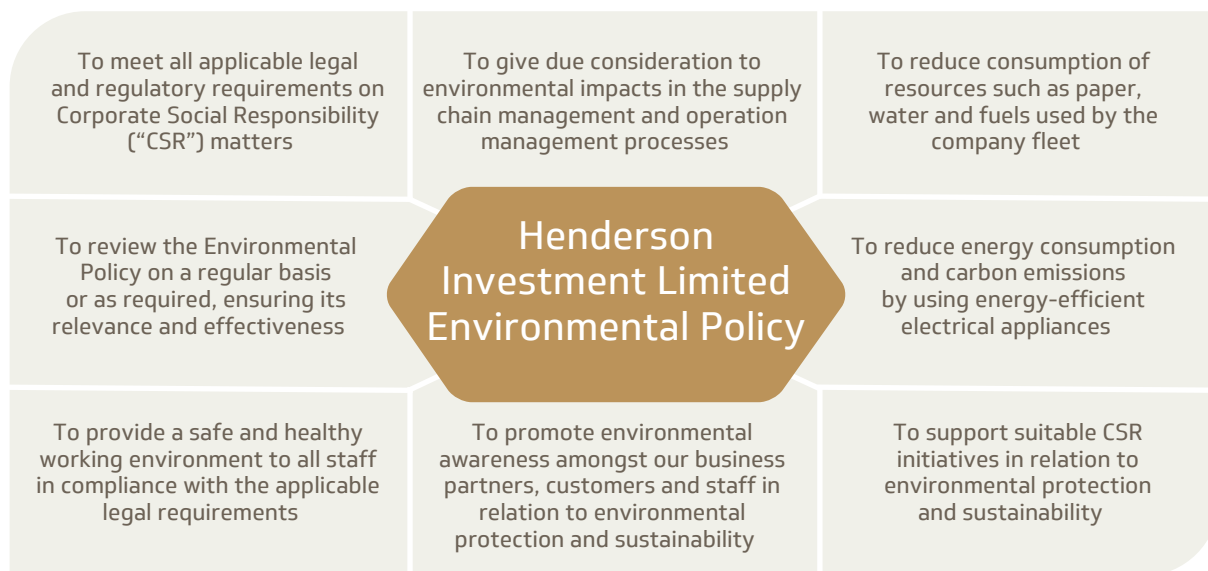 To meet all applicable legal
and regulatory requirements on
Corporate Social Responsibility
(“CSR”) matters
To give due consideration to
environmental impacts in the supply
chain management and operation
management processes
To reduce consumption of
resources such as paper,
water and fuels used by the
company fleet
To review the Environmental
Policy on a regular basis
or as required, ensuring its
relevance and effectiveness
Henderson
Investment Limited
Environmental Policy
To reduce energy consumption
and carbon emissions
by using energy-efficient
electrical appliances
To provide a safe and healthy
working environment to all staff
in compliance with the applicable
legal requirements
To promote environmental
awareness amongst our business
partners, customers and staff in
relation to environmental
protection and sustainability
To support suitable CSR
initiatives in relation to
environmental protection
and sustainability